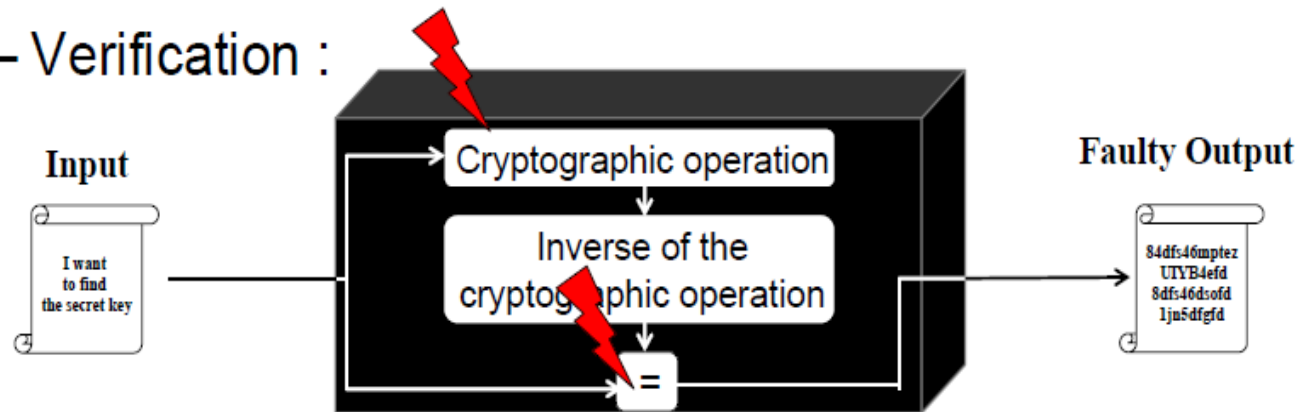 – Verification :
Input
I want
to find
the secret key
Cryptographic operation
Inverse of the
cryptographic operation
=
Faulty Output
84dfs46mptez
UTYB4efd
8dfs46dsofd
1jn5dfgfd